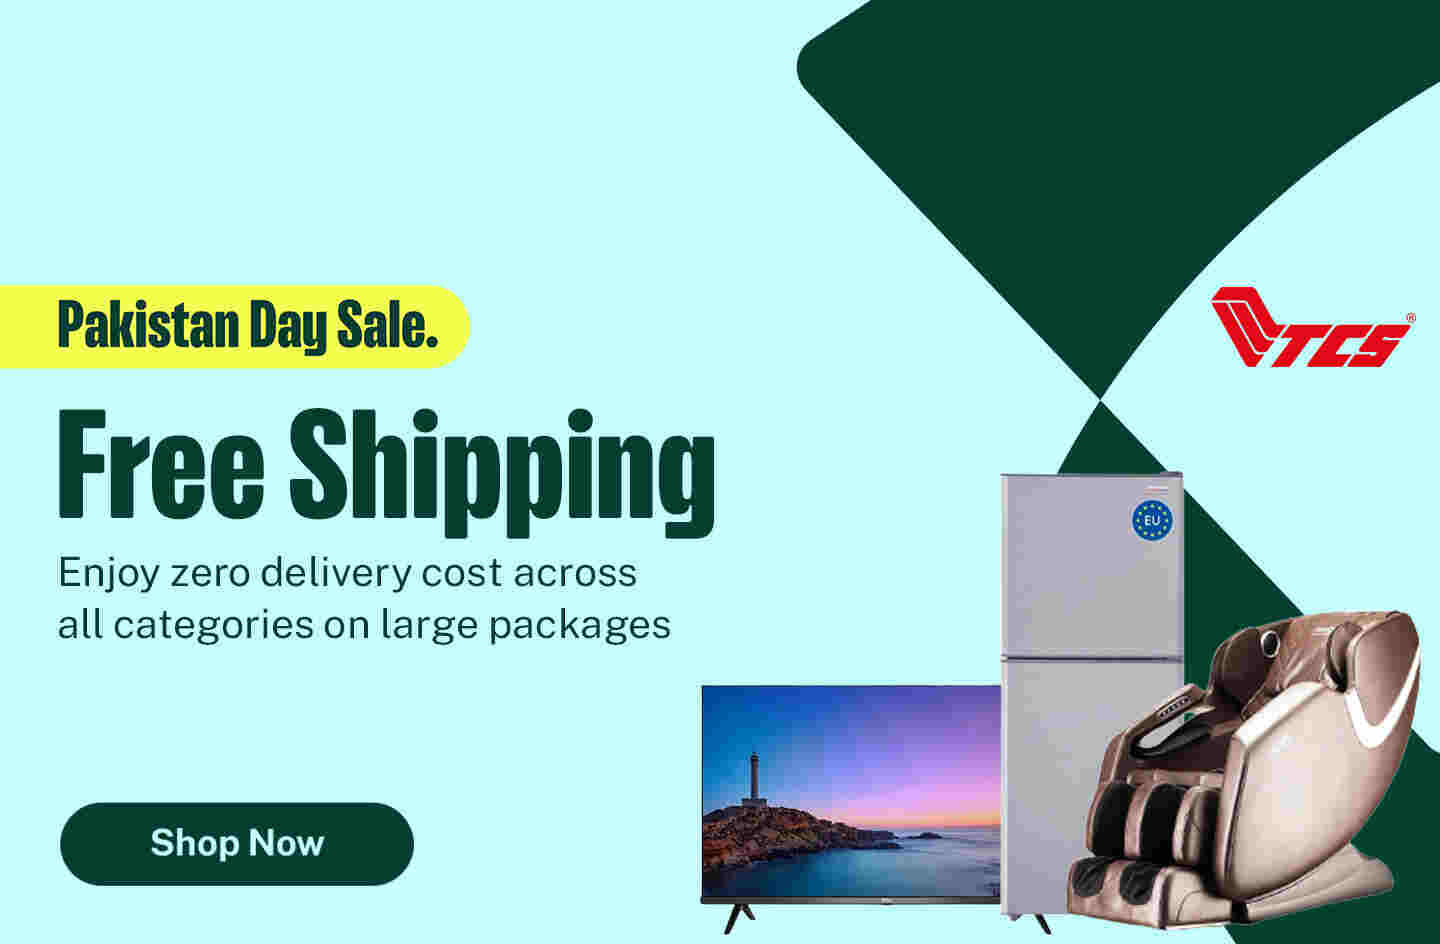 Pakistan Day Sale.
Free Shipping
Enjoy zero delivery cost across
all categories on large packages
Shop Now
TCS®
EU